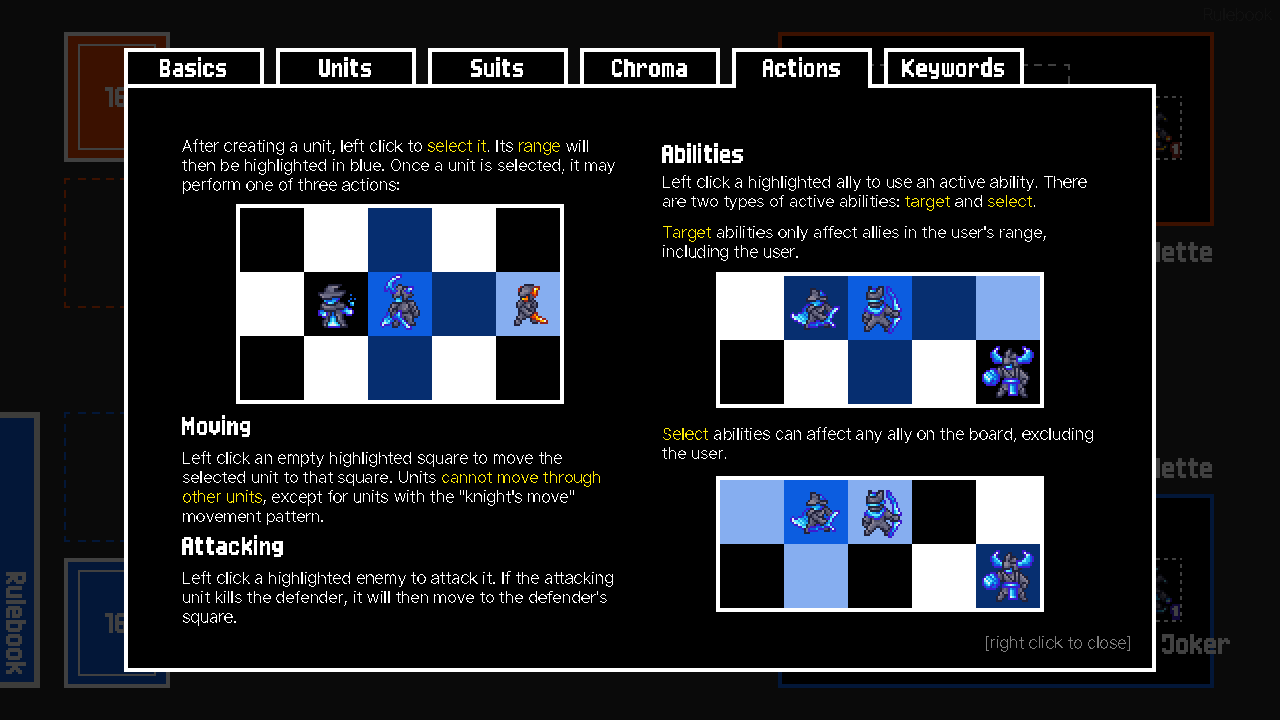 Rulebook
Basics
Units
Suits
Chroma
Actions
Keywords
After creating a unit, left click to select it. Its range will
then be highlighted in blue. Once a unit is selected, it may
perform one of three actions:
Moving
Left click an empty highlighted square to move the
selected unit to that square. Units cannot move through
other units, except for units with the "knight's move"
movement pattern.
Attacking
Left click a highlighted enemy to attack it. If the attacking
unit kills the defender, it will then move to the defender's
square.
Abilities
Left click a highlighted ally to use an active ability. There
are two types of active abilities: target and select.
Target abilities only affect allies in the user's range,
including the user.
Select abilities can affect any ally on the board, excluding
the user.
[right click to close]
16
1
lette
lette
Rulebook
16
1
Joker